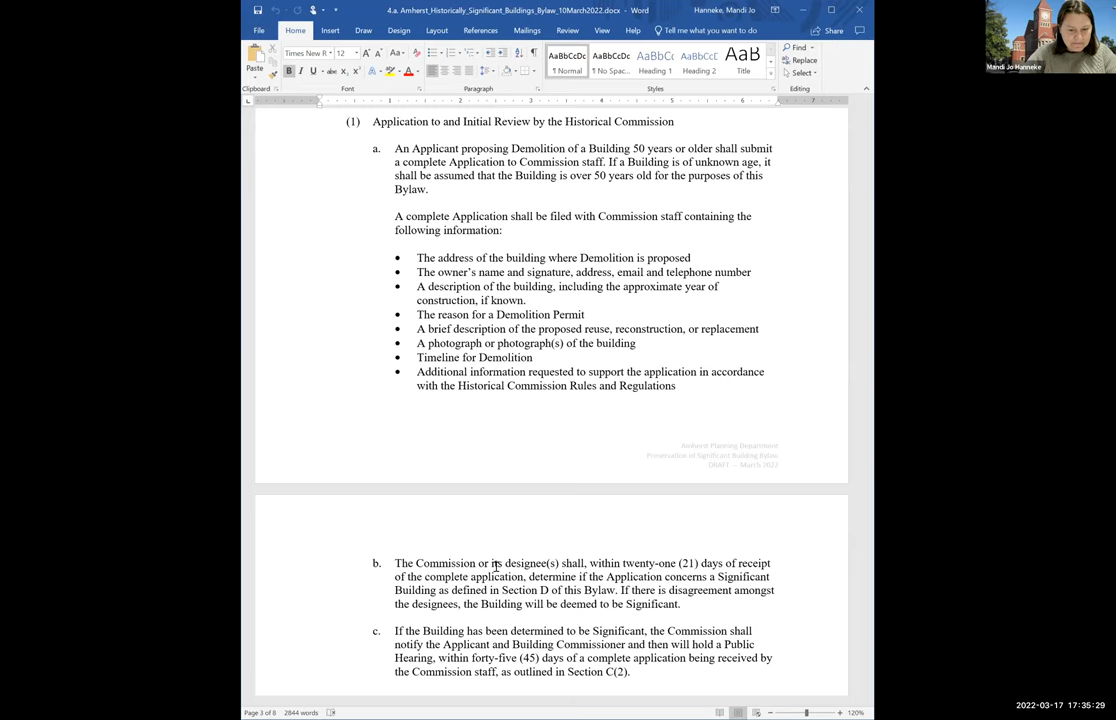 4.a. Amherst_Historically_Significant_Buildings_Bylaw_10March2022.docx - Word
Hanneke, Mandi Jo
File Home Insert Draw Design Layout References Mailings Review View Help Tell me what you want to do Share
Paste
Times New R 12
Clipboard Font Paragraph Styles Editing
AaBbCcDc AaBbCcDc AaBbCc AaBbCcD AaB
¶ Normal ¶ No Spac... Heading 1 Heading 2 Title
Find
Replace
Select
Mandi Jo Hanneke
(1) Application to and Initial Review by the Historical Commission
a. An Applicant proposing Demolition of a Building 50 years or older shall submit
a complete Application to Commission staff. If a Building is of unknown age, it
shall be assumed that the Building is over 50 years old for the purposes of this
Bylaw.
A complete Application shall be filed with Commission staff containing the
following information:
• The address of the building where Demolition is proposed
• The owner's name and signature, address, email and telephone number
• A description of the building, including the approximate year of
construction, if known.
• The reason for a Demolition Permit
• A brief description of the proposed reuse, reconstruction, or replacement
• A photograph or photograph(s) of the building
• Timeline for Demolition
• Additional information requested to support the application in accordance
with the Historical Commission Rules and Regulations
Amherst Planning Department
Preservation of Significant Building Bylaw
DRAFT — March 2022
b. The Commission or its designee(s) shall, within twenty-one (21) days of receipt
of the complete application, determine if the Application concerns a Significant
Building as defined in Section D of this Bylaw. If there is disagreement amongst
the designees, the Building will be deemed to be Significant.
c. If the Building has been determined to be Significant, the Commission shall
notify the Applicant and Building Commissioner and then will hold a Public
Hearing, within forty-five (45) days of a complete application being received by
the Commission staff, as outlined in Section C(2).
Page 3 of 8 2844 words
120%
2022-03-17 17:35:29